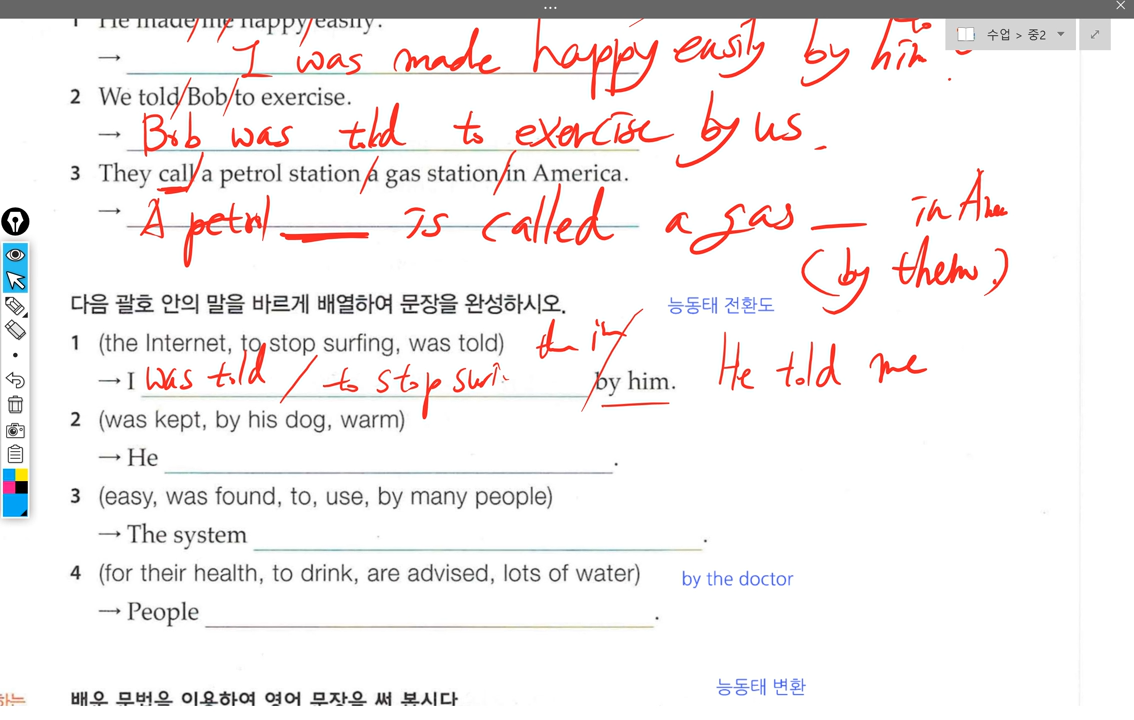 1 He made me happy easily.
수업 > 중2
→ I was made happy easily by him.
2 We told Bob to exercise.
→ Bob was told to exercise by us.
3 They call a petrol station a gas station in America.
→ A petrol is called a gas in
(by them.)
다음 괄호 안의 말을 바르게 배열하여 문장을 완성하시오.
능동태 전환도
1 (the Internet, to stop surfing, was told)
→ I was told to stop by him.
He told me
2 (was kept, by his dog, warm)
→ He .
3 (easy, was found, to, use, by many people)
→ The system .
4 (for their health, to drink, are advised, lots of water)
by the doctor
→ People .
하는
배운 문법을 이용하여 영어 문장을 써 봅시다
능동태 변환